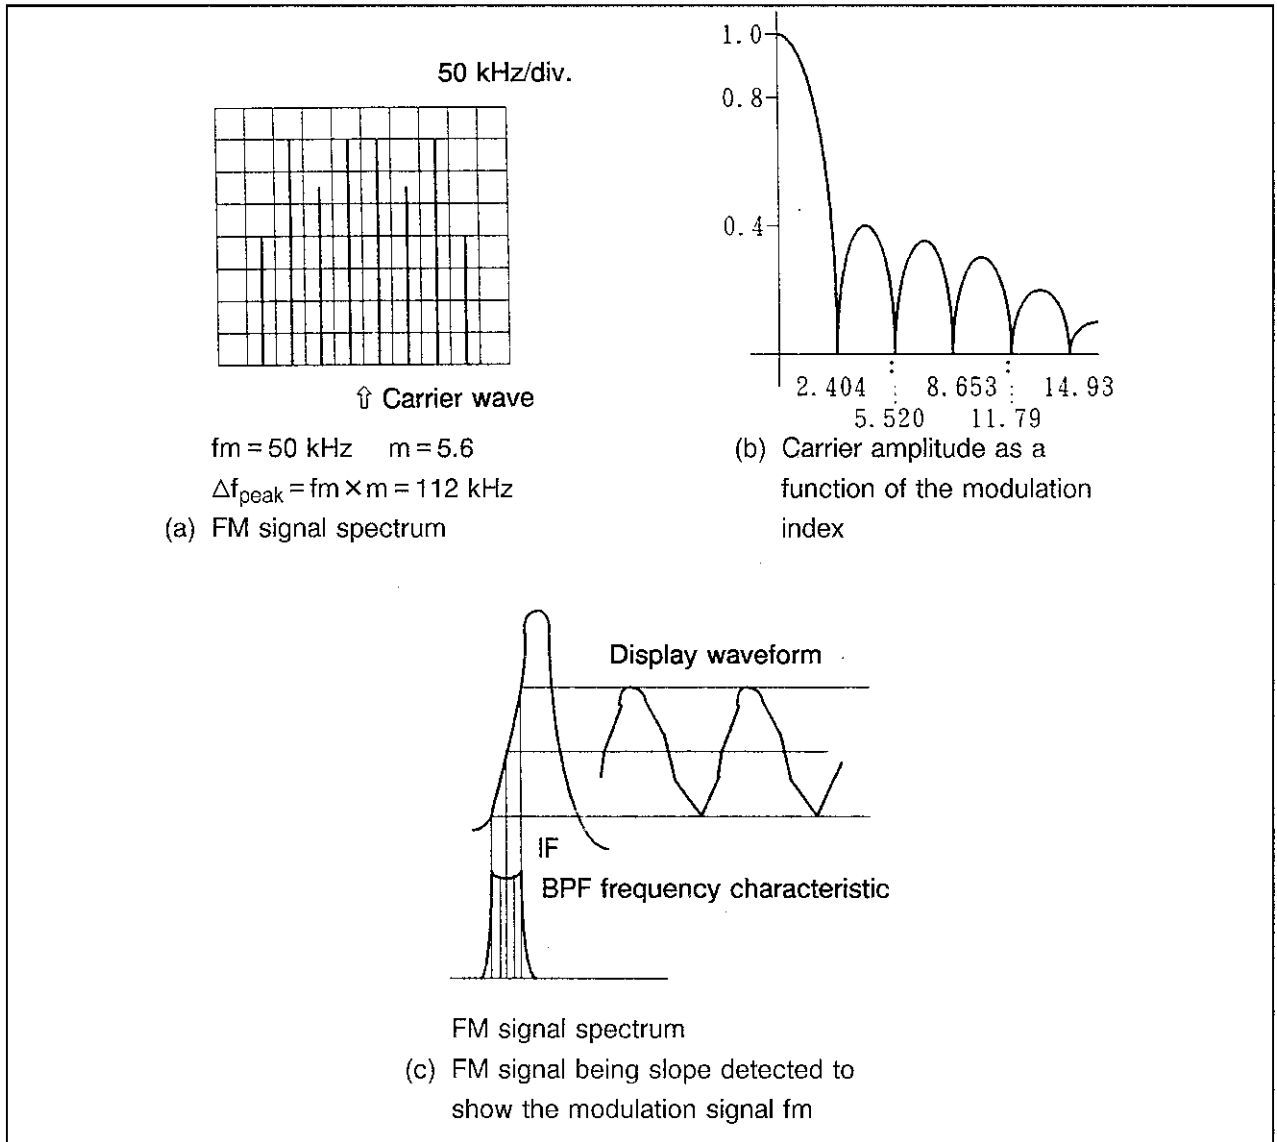 50 kHz/div.
⇧ Carrier wave
fm = 50 kHz m = 5.6
Δfpeak = fm × m = 112 kHz
(a) FM signal spectrum
1.0
0.8
0.4
2.404 8.653 14.93
5.520 11.79
(b) Carrier amplitude as a
function of the modulation
index
Display waveform
IF
BPF frequency characteristic
FM signal spectrum
(c) FM signal being slope detected to
show the modulation signal fm